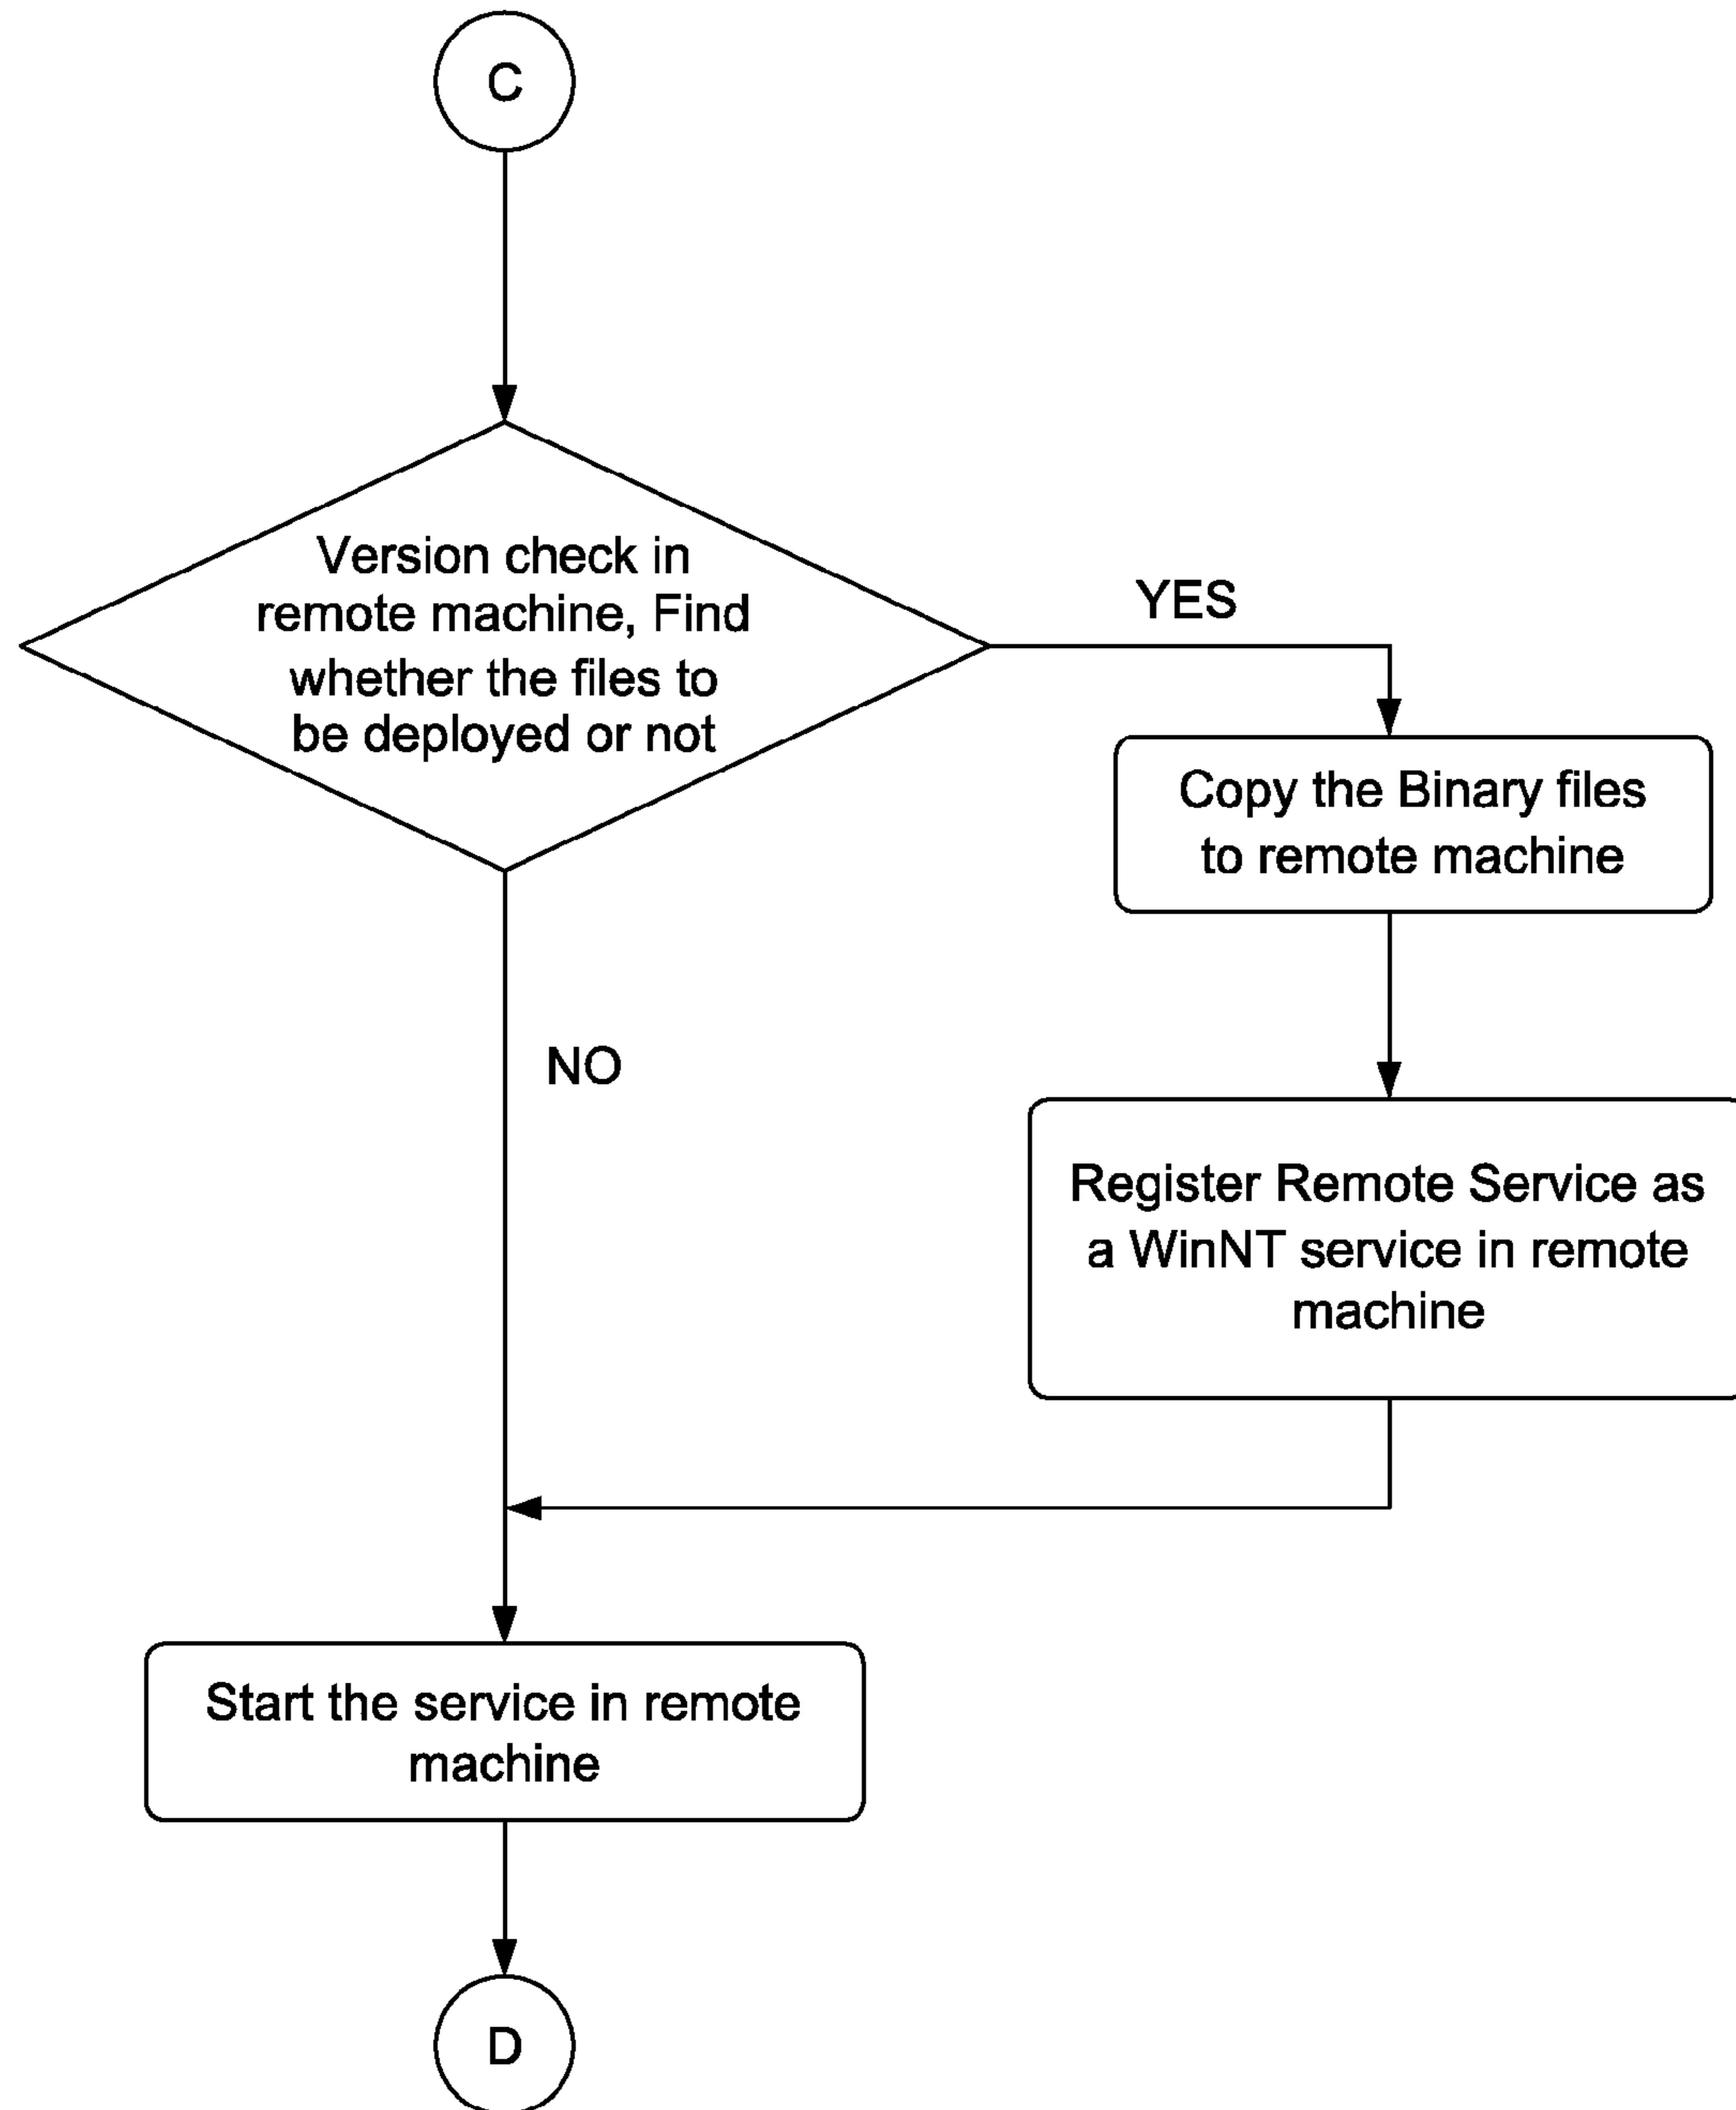 C
Version check in
remote machine, Find
whether the files to
be deployed or not
YES
Copy the Binary files
to remote machine
NO
Register Remote Service as
a WinNT service in remote
machine
Start the service in remote
machine
D